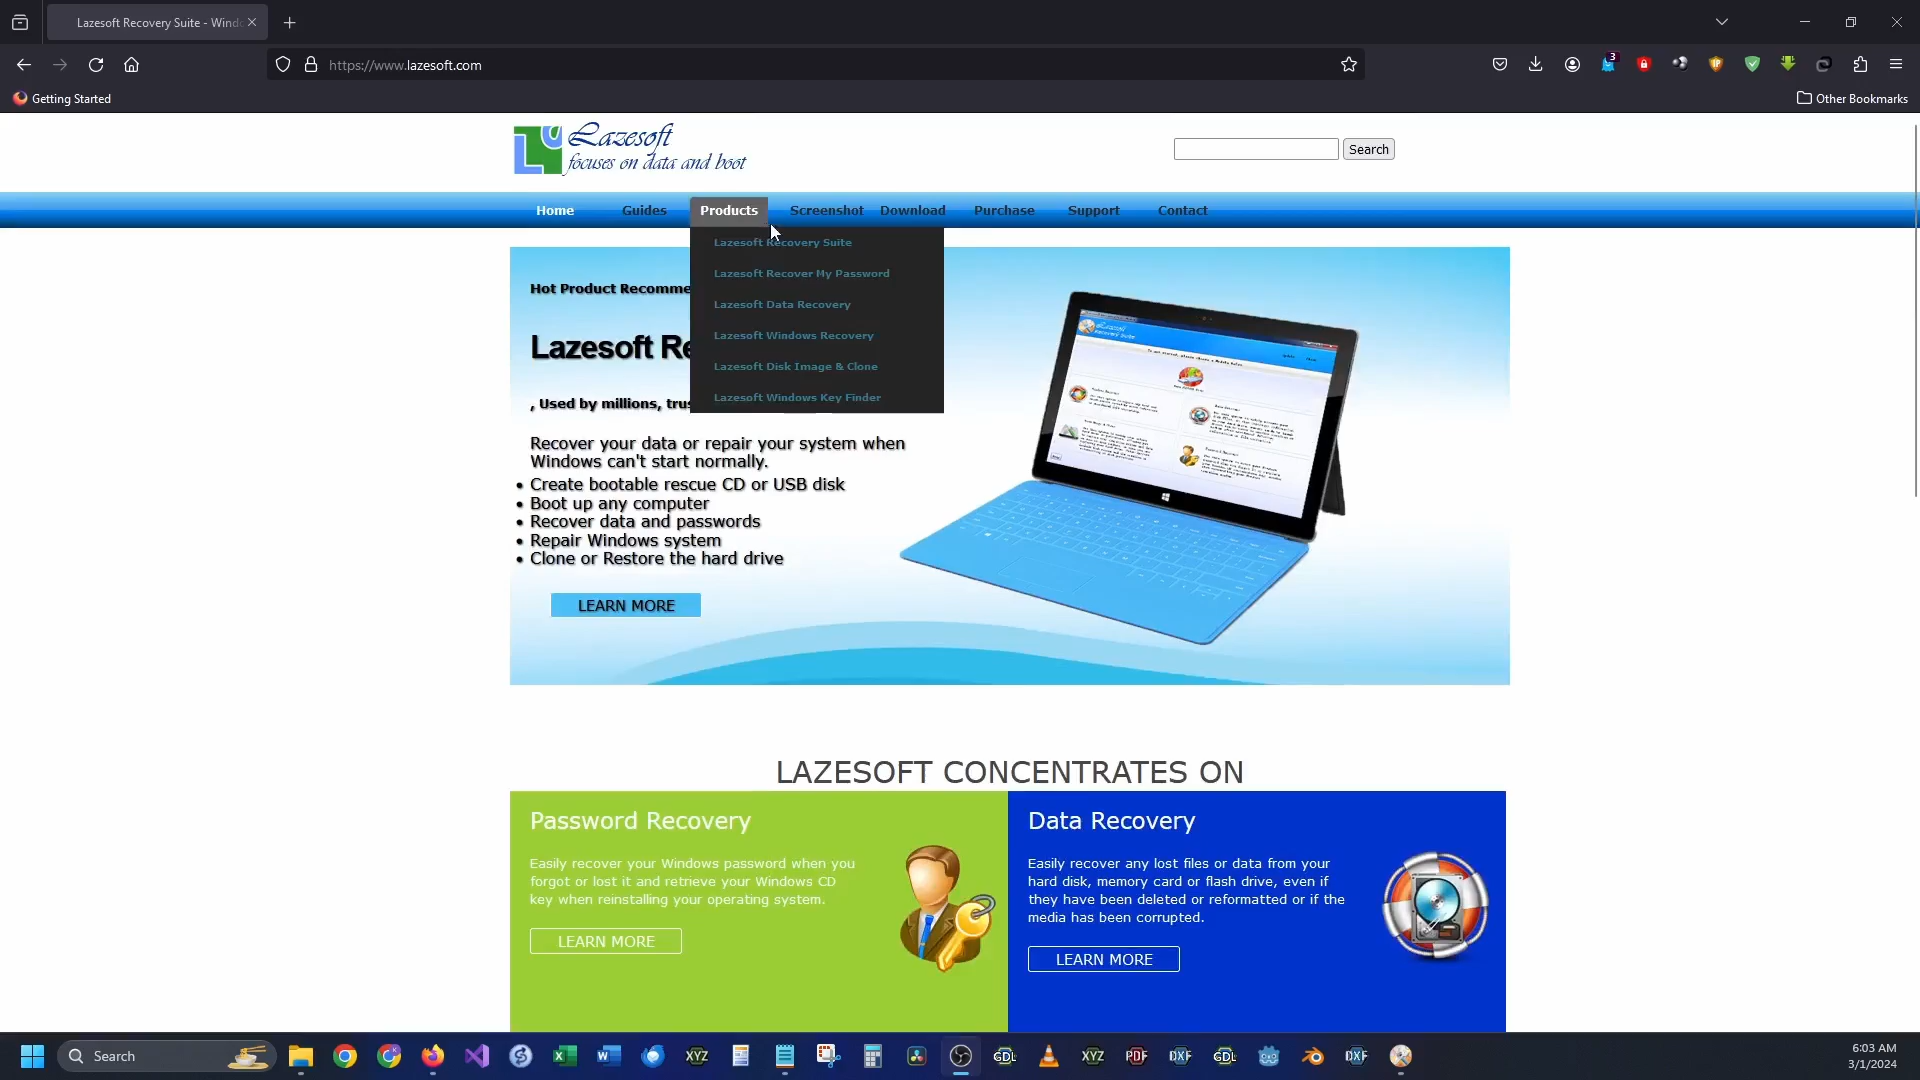 Lazesoft Recovery Suite - Wind
https://www.lazesoft.com
3
Getting Started
Other Bookmarks
Lazesoft
focuses on data and boot
Search
Home
Guides
Products
Screenshot
Download
Purchase
Support
Contact
Lazesoft Recovery Suite
Lazesoft Recover My Password
Lazesoft Data Recovery
Lazesoft Windows Recovery
Lazesoft Disk Image & Clone
Lazesoft Windows Key Finder
Hot Product Recomme
Lazesoft Re
, Used by millions, trus
Recover your data or repair your system when
Windows can't start normally.
• Create bootable rescue CD or USB disk
• Boot up any computer
• Recover data and passwords
• Repair Windows system
• Clone or Restore the hard drive
LEARN MORE
LAZESOFT CONCENTRATES ON
Password Recovery
Easily recover your Windows password when you
forgot or lost it and retrieve your Windows CD
key when reinstalling your operating system.
LEARN MORE
Data Recovery
Easily recover any lost files or data from your
hard disk, memory card or flash drive, even if
they have been deleted or reformatted or if the
media has been corrupted.
LEARN MORE
Search
XYZ
GDL
XYZ
PDF
DXF
GDL
DXF
6:03 AM
3/1/2024